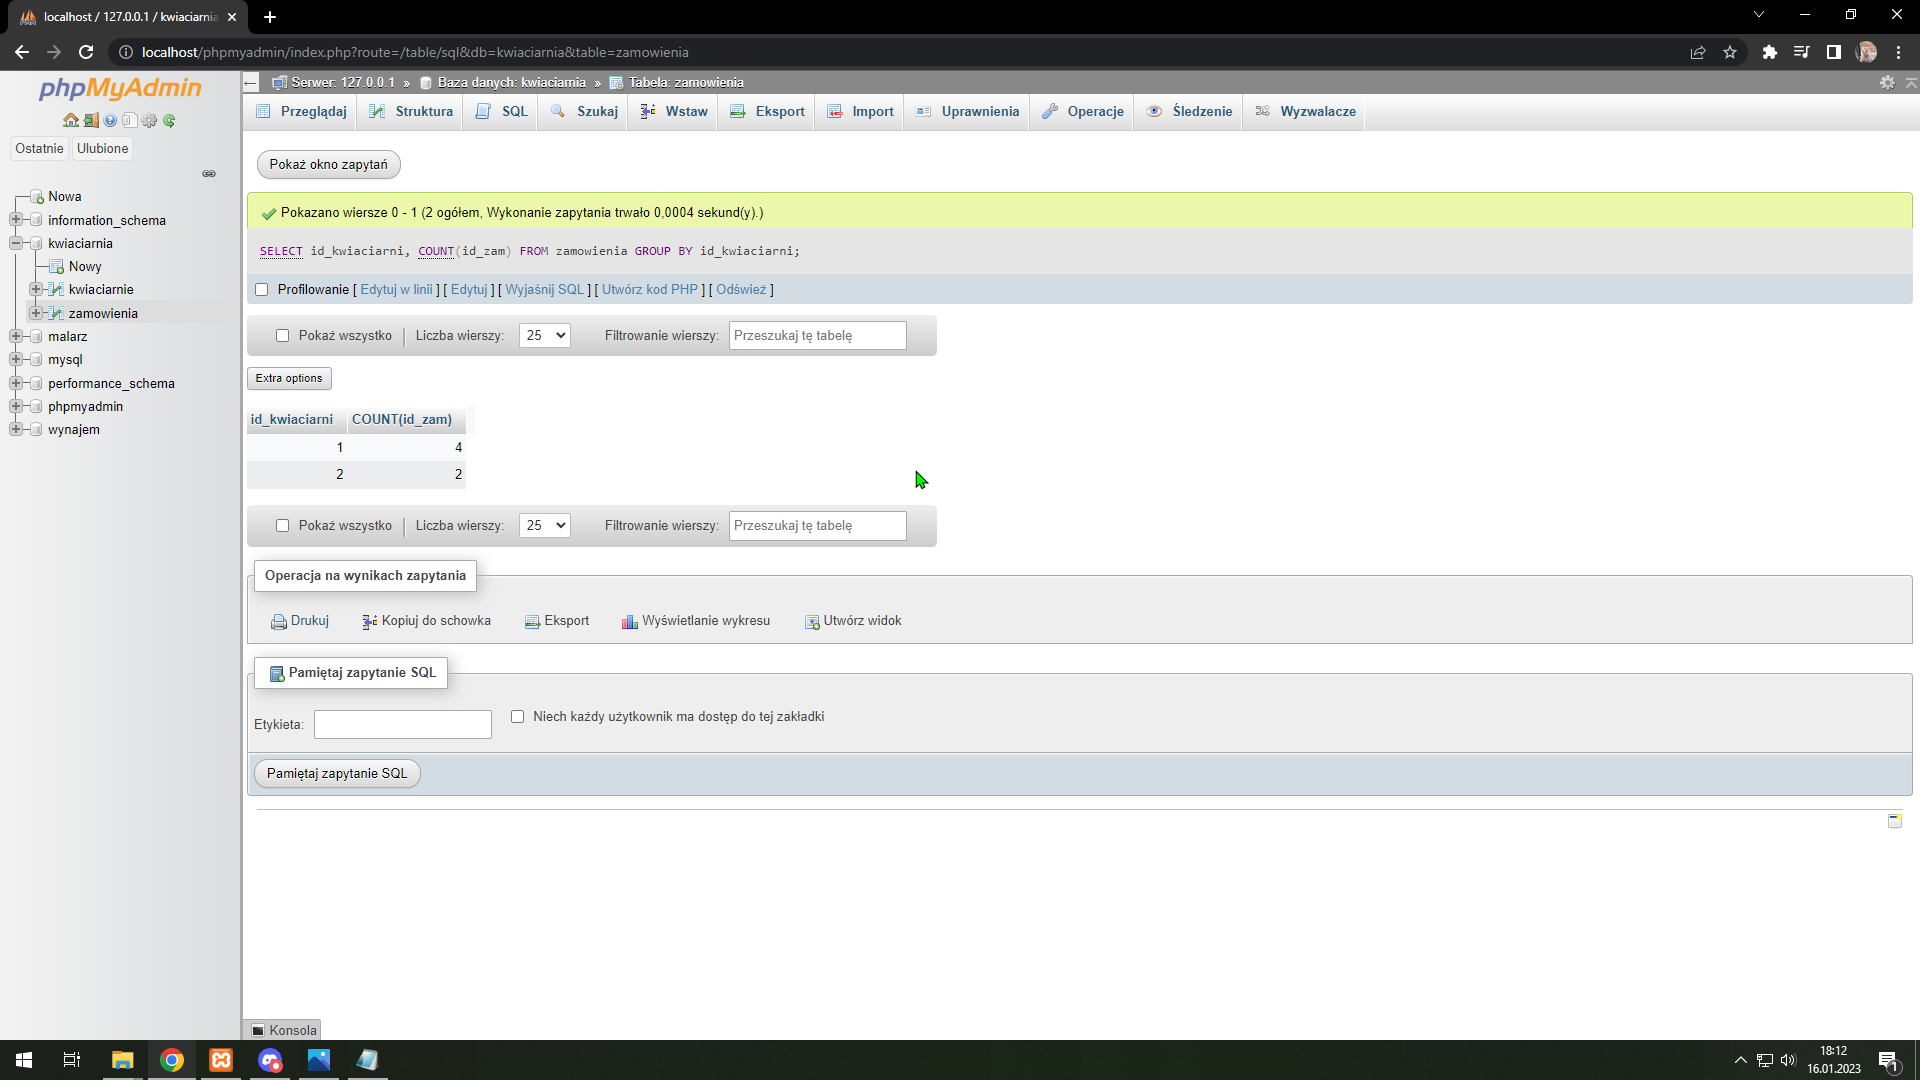 localhost / 127.0.0.1 / kwiaciarnia
localhost/phpmyadmin/index.php?route=/table/sql&db=kwiaciarnia&table=zamowienia
phpMyAdmin
Ostatnie Ulubione
Nowa
information_schema
kwiaciarnia
Nowy
kwiaciarnie
zamowienia
malarz
mysql
performance_schema
phpmyadmin
wynajem
Serwer: 127.0.0.1 » Baza danych: kwiaciarnia » Tabela: zamowienia
Przeglądaj Struktura SQL Szukaj Wstaw Eksport Import Uprawnienia Operacje Śledzenie Wyzwalacze
Pokaż okno zapytań
Pokazano wiersze 0 - 1 (2 ogółem, Wykonanie zapytania trwało 0,0004 sekund(y).)
SELECT id_kwiaciarni, COUNT(id_zam) FROM zamowienia GROUP BY id_kwiaciarni;
Profilowanie [ Edytuj w linii ] [ Edytuj ] [ Wyjaśnij SQL ] [ Utwórz kod PHP ] [ Odśwież ]
Pokaż wszystko Liczba wierszy: 25 Filtrowanie wierszy: Przeszukaj tę tabelę
Extra options
id_kwiaciarni COUNT(id_zam)
1 4
2 2
Pokaż wszystko Liczba wierszy: 25 Filtrowanie wierszy: Przeszukaj tę tabelę
Operacja na wynikach zapytania
Drukuj Kopiuj do schowka Eksport Wyświetlanie wykresu Utwórz widok
Pamiętaj zapytanie SQL
Etykieta: Niech każdy użytkownik ma dostęp do tej zakładki
Pamiętaj zapytanie SQL
Konsola
18:12
16.01.2023
1